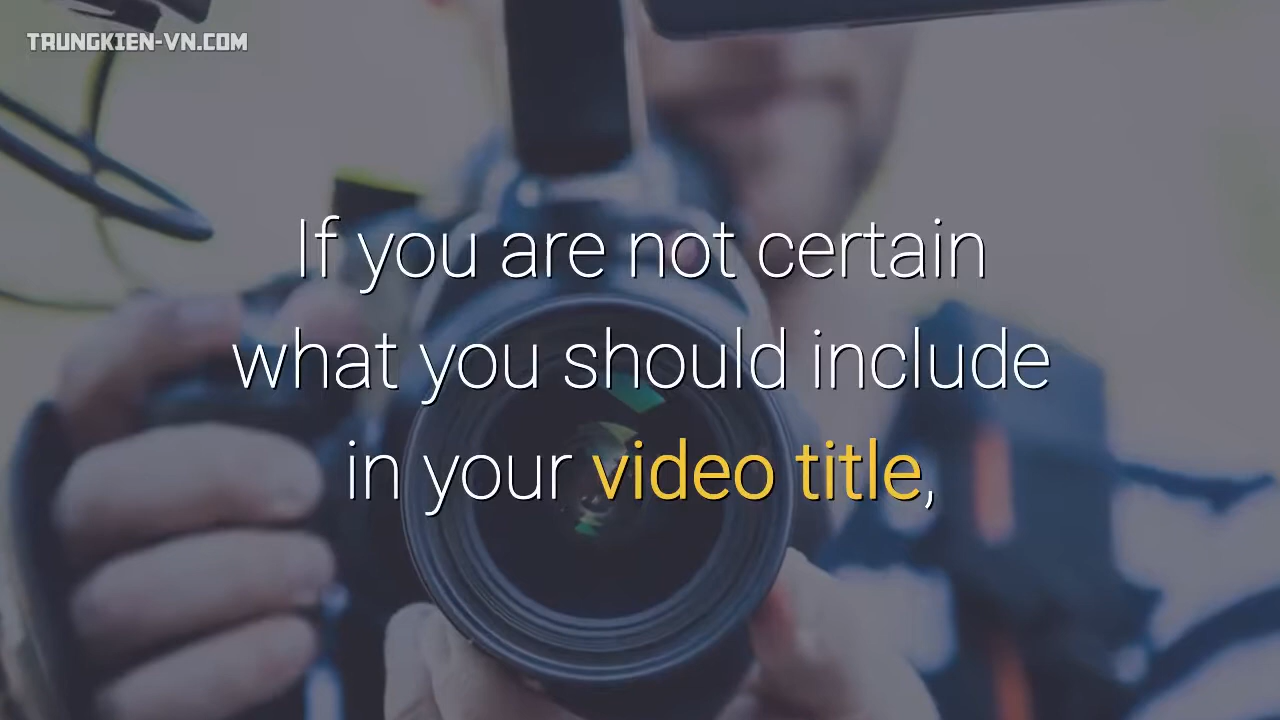 TRUNGKIEN-VN.COM
If you are not certain
what you should include
in your video title,